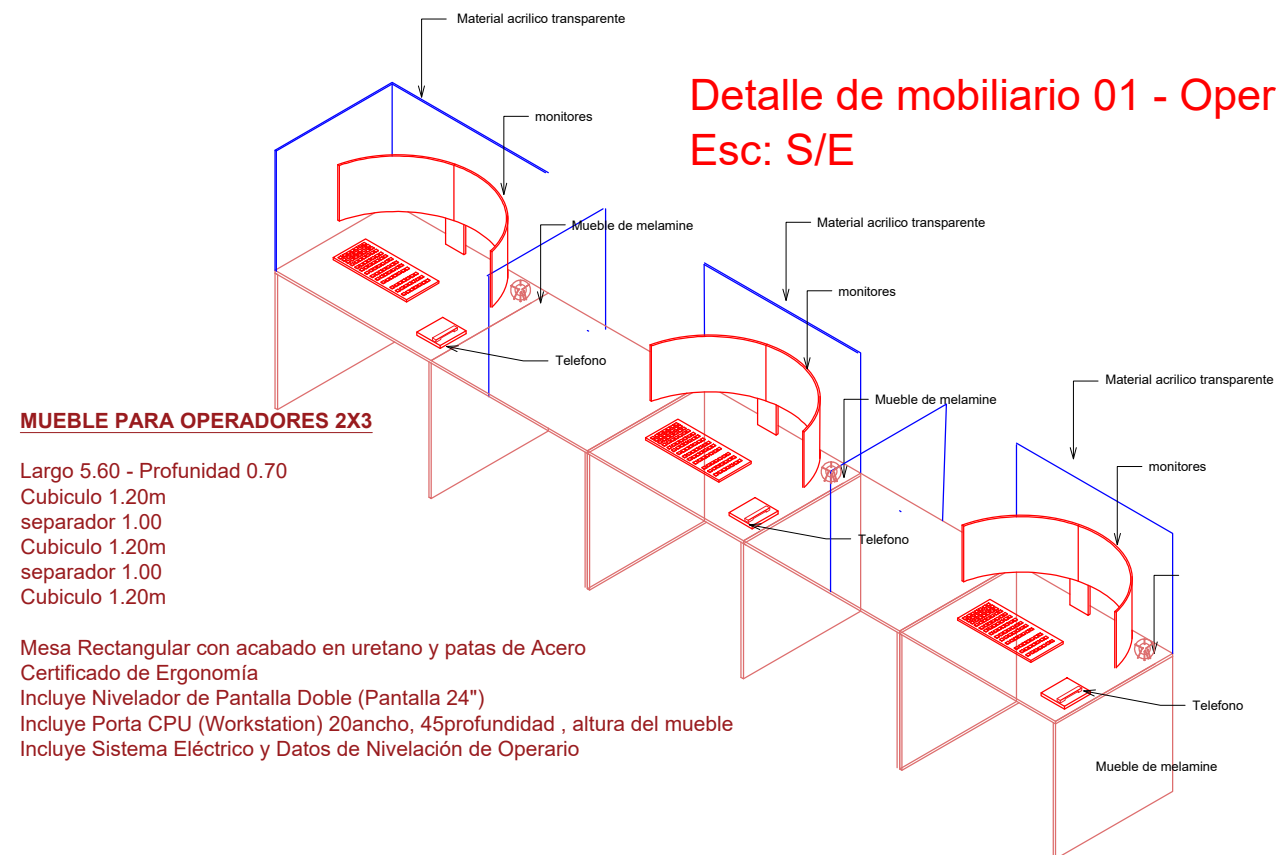 Material acrilico transparente
Detalle de mobiliario 01 - Oper
Esc: S/E
monitores
Mueble de melamine
Telefono
Material acrilico transparente
monitores
Mueble de melamine
Telefono
Material acrilico transparente
monitores
Telefono
Mueble de melamine
MUEBLE PARA OPERADORES 2X3
Largo 5.60 - Profunidad 0.70
Cubiculo 1.20m
separador 1.00
Cubiculo 1.20m
separador 1.00
Cubiculo 1.20m
Mesa Rectangular con acabado en uretano y patas de Acero
Certificado de Ergonomía
Incluye Nivelador de Pantalla Doble (Pantalla 24")
Incluye Porta CPU (Workstation) 20ancho, 45profundidad , altura del mueble
Incluye Sistema Eléctrico y Datos de Nivelación de Operario